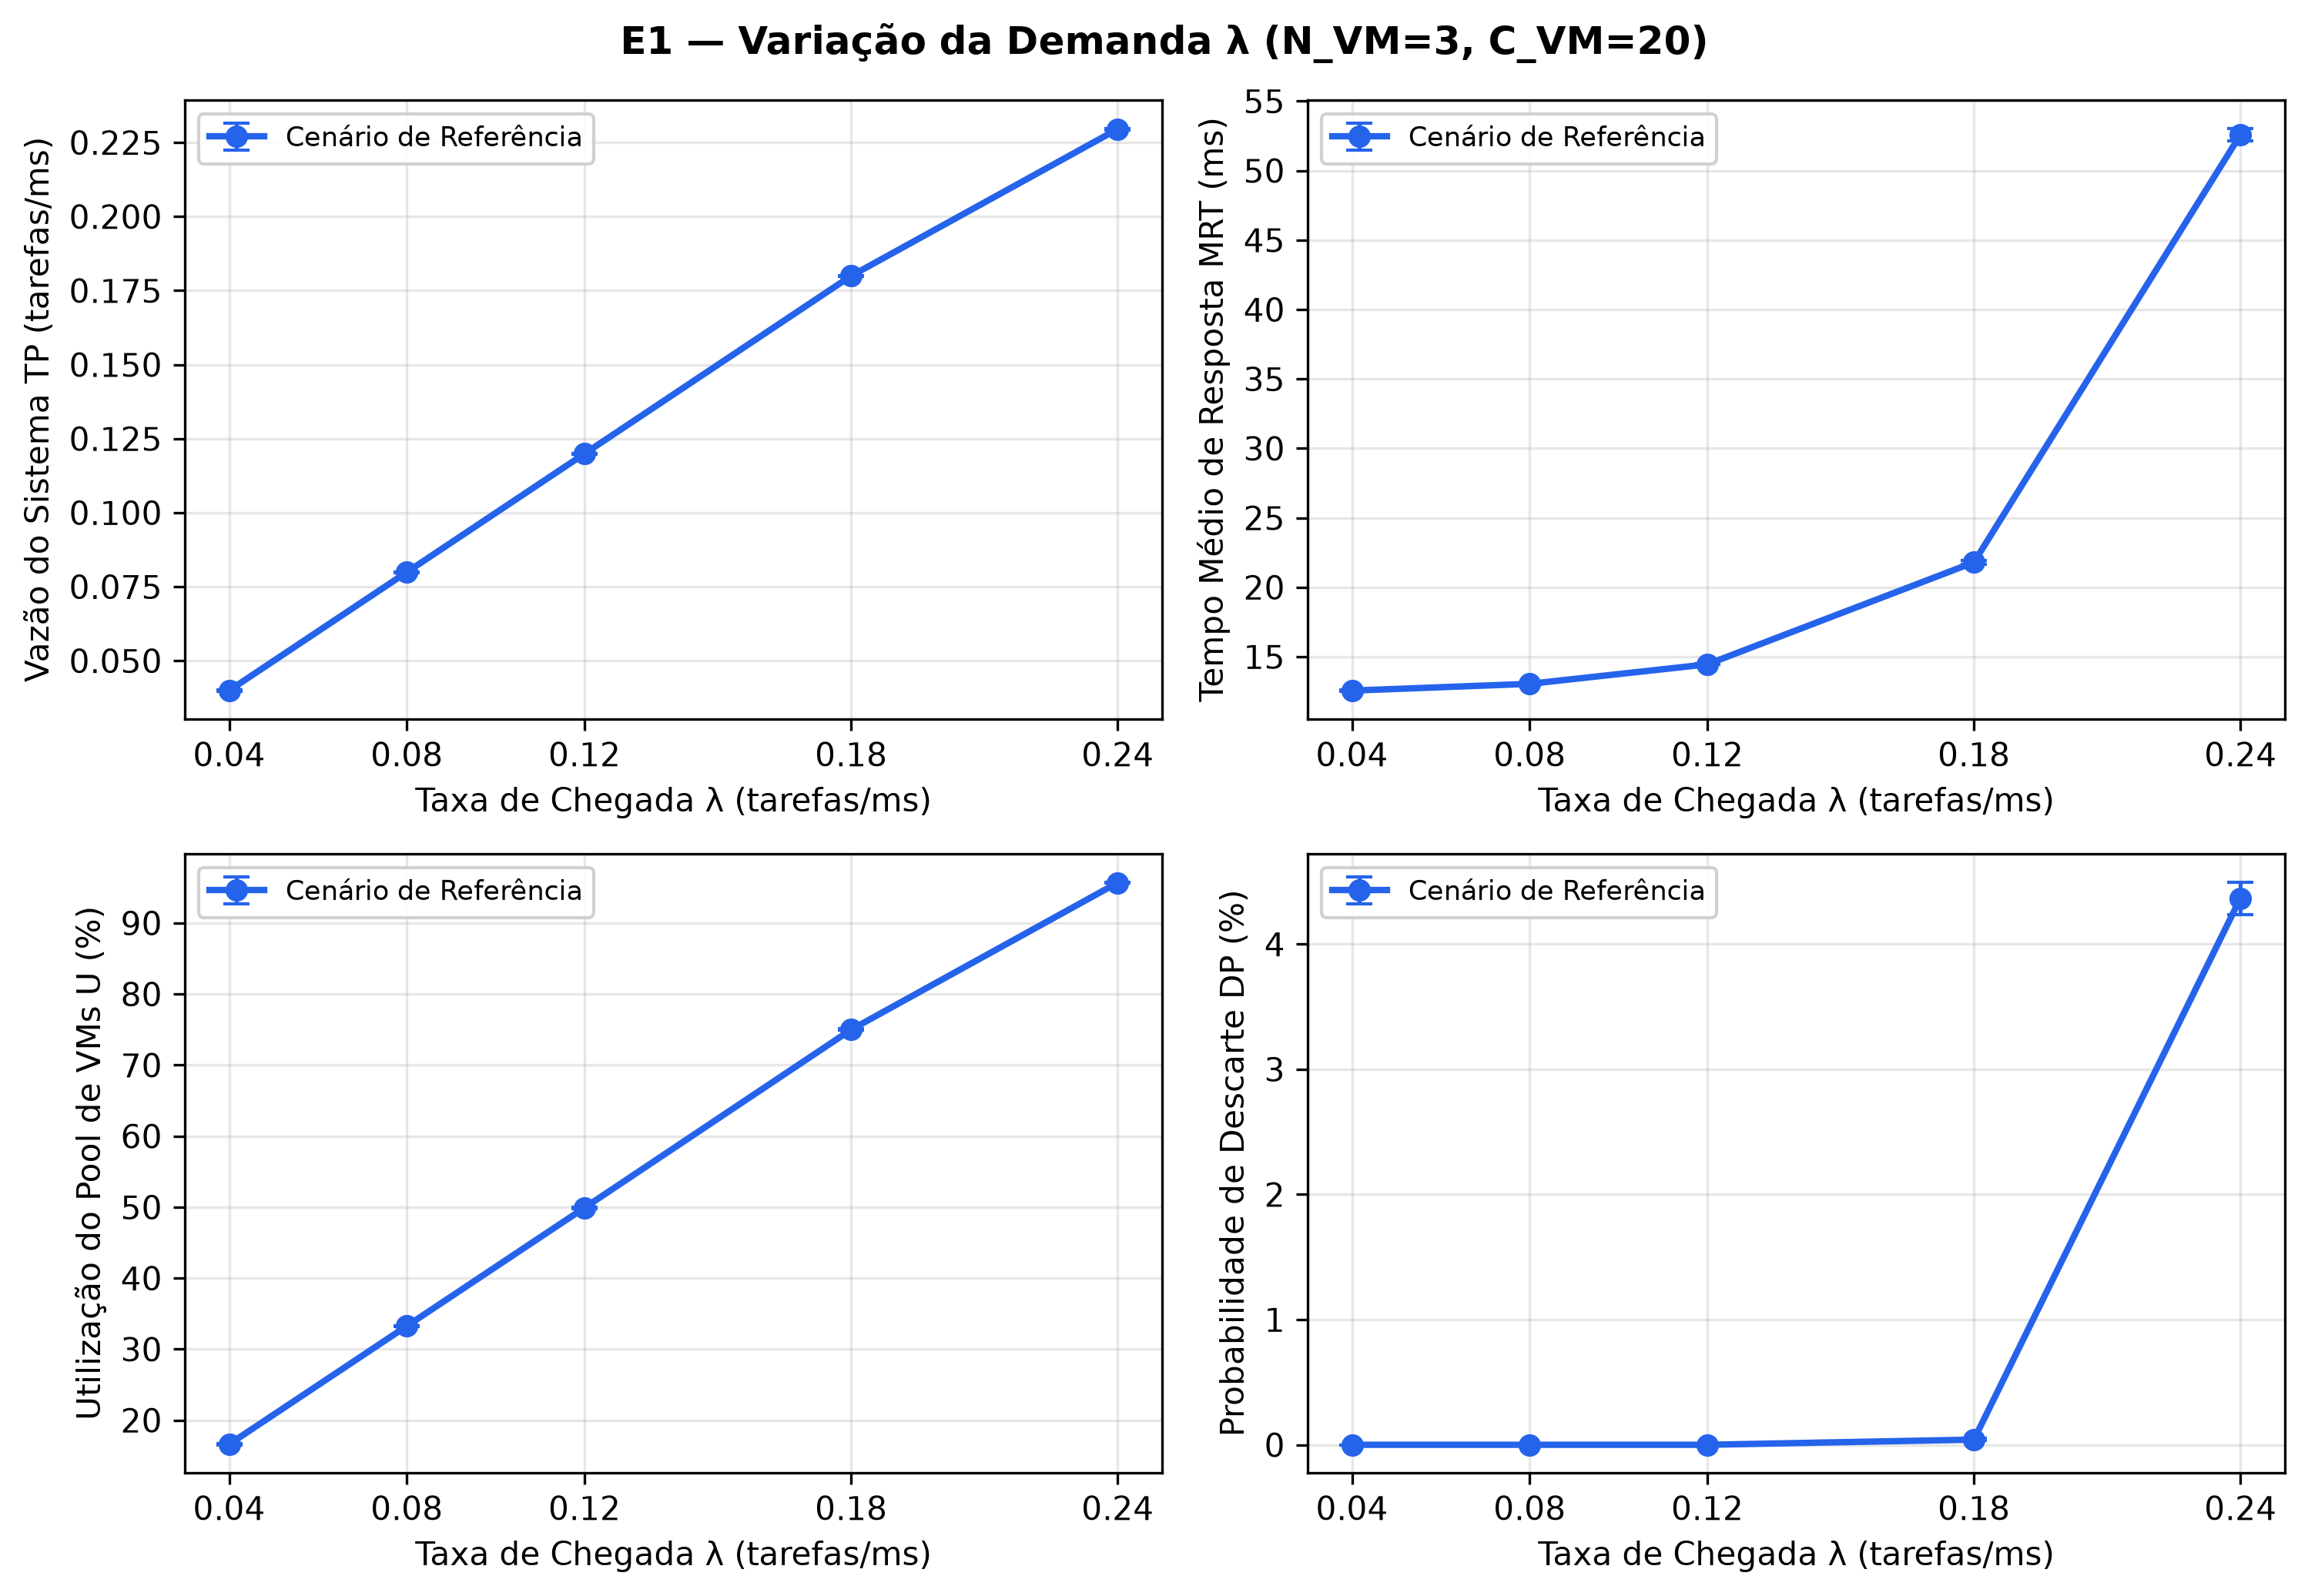 E1 — Variação da Demanda λ (N_VM=3, C_VM=20)
Vazão do Sistema TP (tarefas/ms)
Cenário de Referência
0.225
0.200
0.175
0.150
0.125
0.100
0.075
0.050
0.04 0.08 0.12 0.18 0.24
Taxa de Chegada λ (tarefas/ms)
Tempo Médio de Resposta MRT (ms)
Cenário de Referência
55
50
45
40
35
30
25
20
15
0.04 0.08 0.12 0.18 0.24
Taxa de Chegada λ (tarefas/ms)
Utilização do Pool de VMs U (%)
Cenário de Referência
90
80
70
60
50
40
30
20
0.04 0.08 0.12 0.18 0.24
Taxa de Chegada λ (tarefas/ms)
Probabilidade de Descarte DP (%)
Cenário de Referência
4
3
2
1
0
0.04 0.08 0.12 0.18 0.24
Taxa de Chegada λ (tarefas/ms)